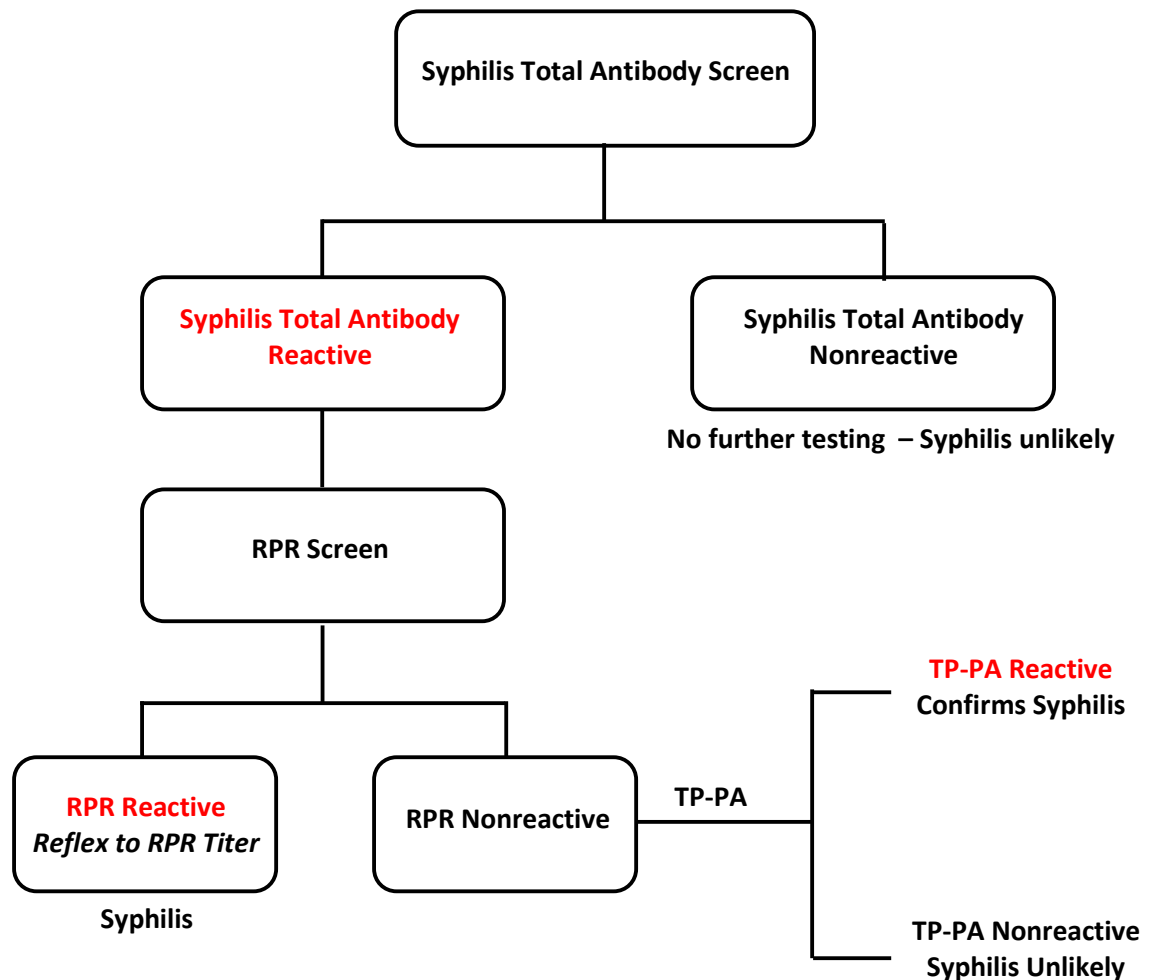 Syphilis Total Antibody Screen
Syphilis Total Antibody
Reactive
Syphilis Total Antibody
Nonreactive
No further testing – Syphilis unlikely
RPR Screen
RPR Reactive
Reflex to RPR Titer
Syphilis
RPR Nonreactive
TP-PA
TP-PA Reactive
Confirms Syphilis
TP-PA Nonreactive
Syphilis Unlikely